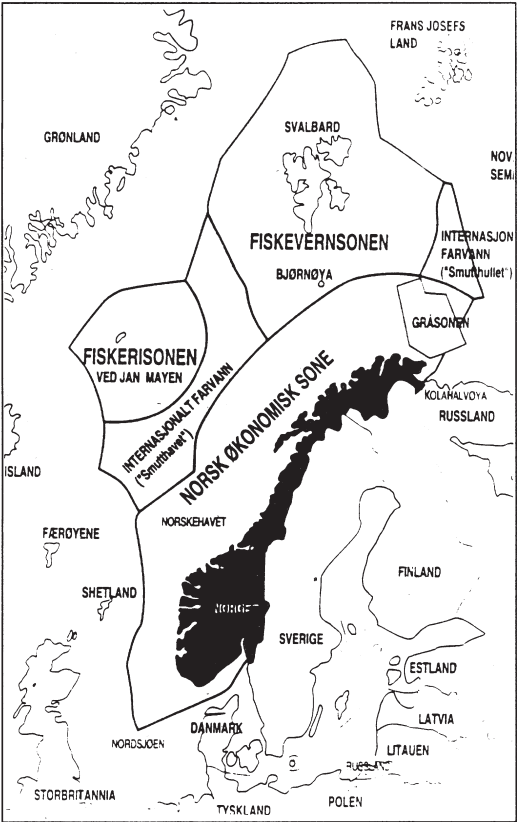 FRANS JOSEFS
LAND
GRØNLAND
SVALBARD
NOV.
SEM.
FISKEVERNSONEN
INTERNASJON
FARVANN
("Smutthullet")
BJØRNØYA
GRÅSONEN
FISKERISONEN
VED JAN MAYEN
INTERNASJONALT FARVANN
("Smutthavet")
NORSK ØKONOMISK SONE
KOLAHALVØYA
RUSSLAND
ISLAND
NORSKEHAVET
FÆRØYENE
FINLAND
SHETLAND
NORGE
SVERIGE
ESTLAND
LATVIA
DANMARK
NORDSJØEN
LITAUEN
STORBRITANNIA
TYSKLAND
POLEN